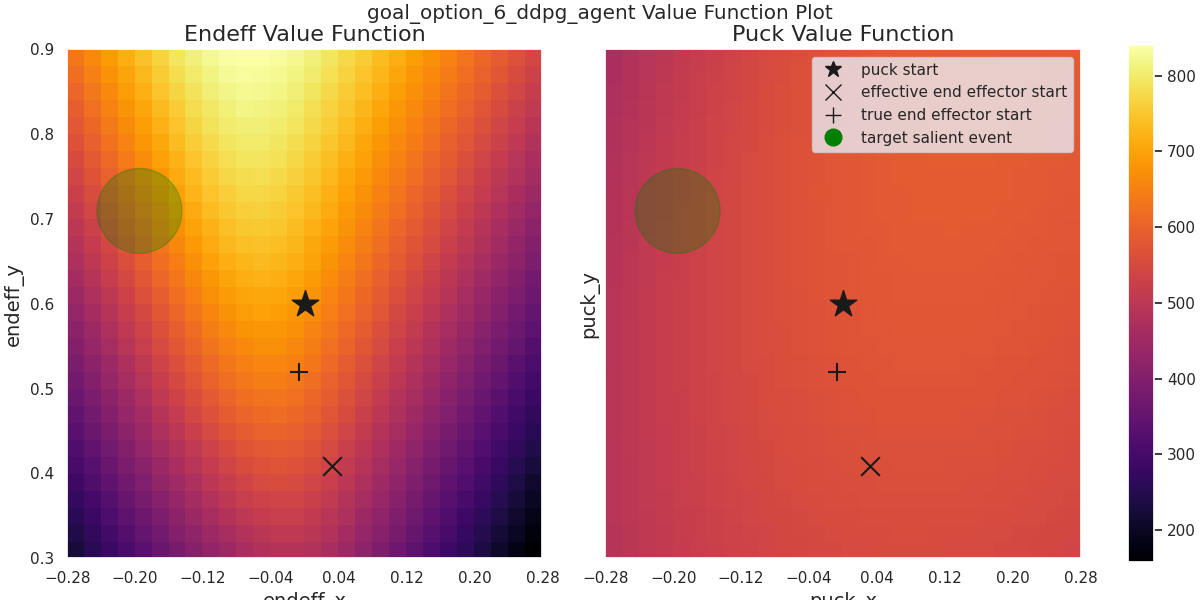 goal_option_6_ddpg_agent Value Function Plot
Endeff Value Function
Puck Value Function
0.9
0.8
0.7
0.6
0.5
0.4
0.3
endeff_y
−0.28 −0.20 −0.12 −0.04 0.04 0.12 0.20 0.28
endeff_x
puck start
effective end effector start
true end effector start
target salient event
puck_y
−0.28 −0.20 −0.12 −0.04 0.04 0.12 0.20 0.28
puck_x
800
700
600
500
400
300
200